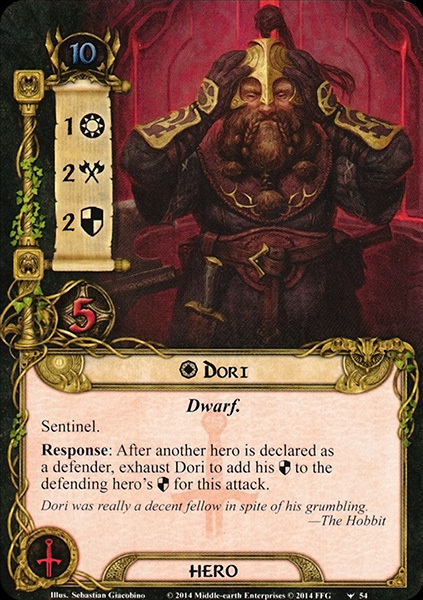 10
1
2
2
5
Dori
Dwarf.
Sentinel.
Response: After another hero is declared as
a defender, exhaust Dori to add his to the
defending hero's for this attack.
Dori was really a decent fellow in spite of his grumbling.
—The Hobbit
HERO
Illus. Sebastian Giacobino © 2014 Middle-earth Enterprises © 2014 FFG 54